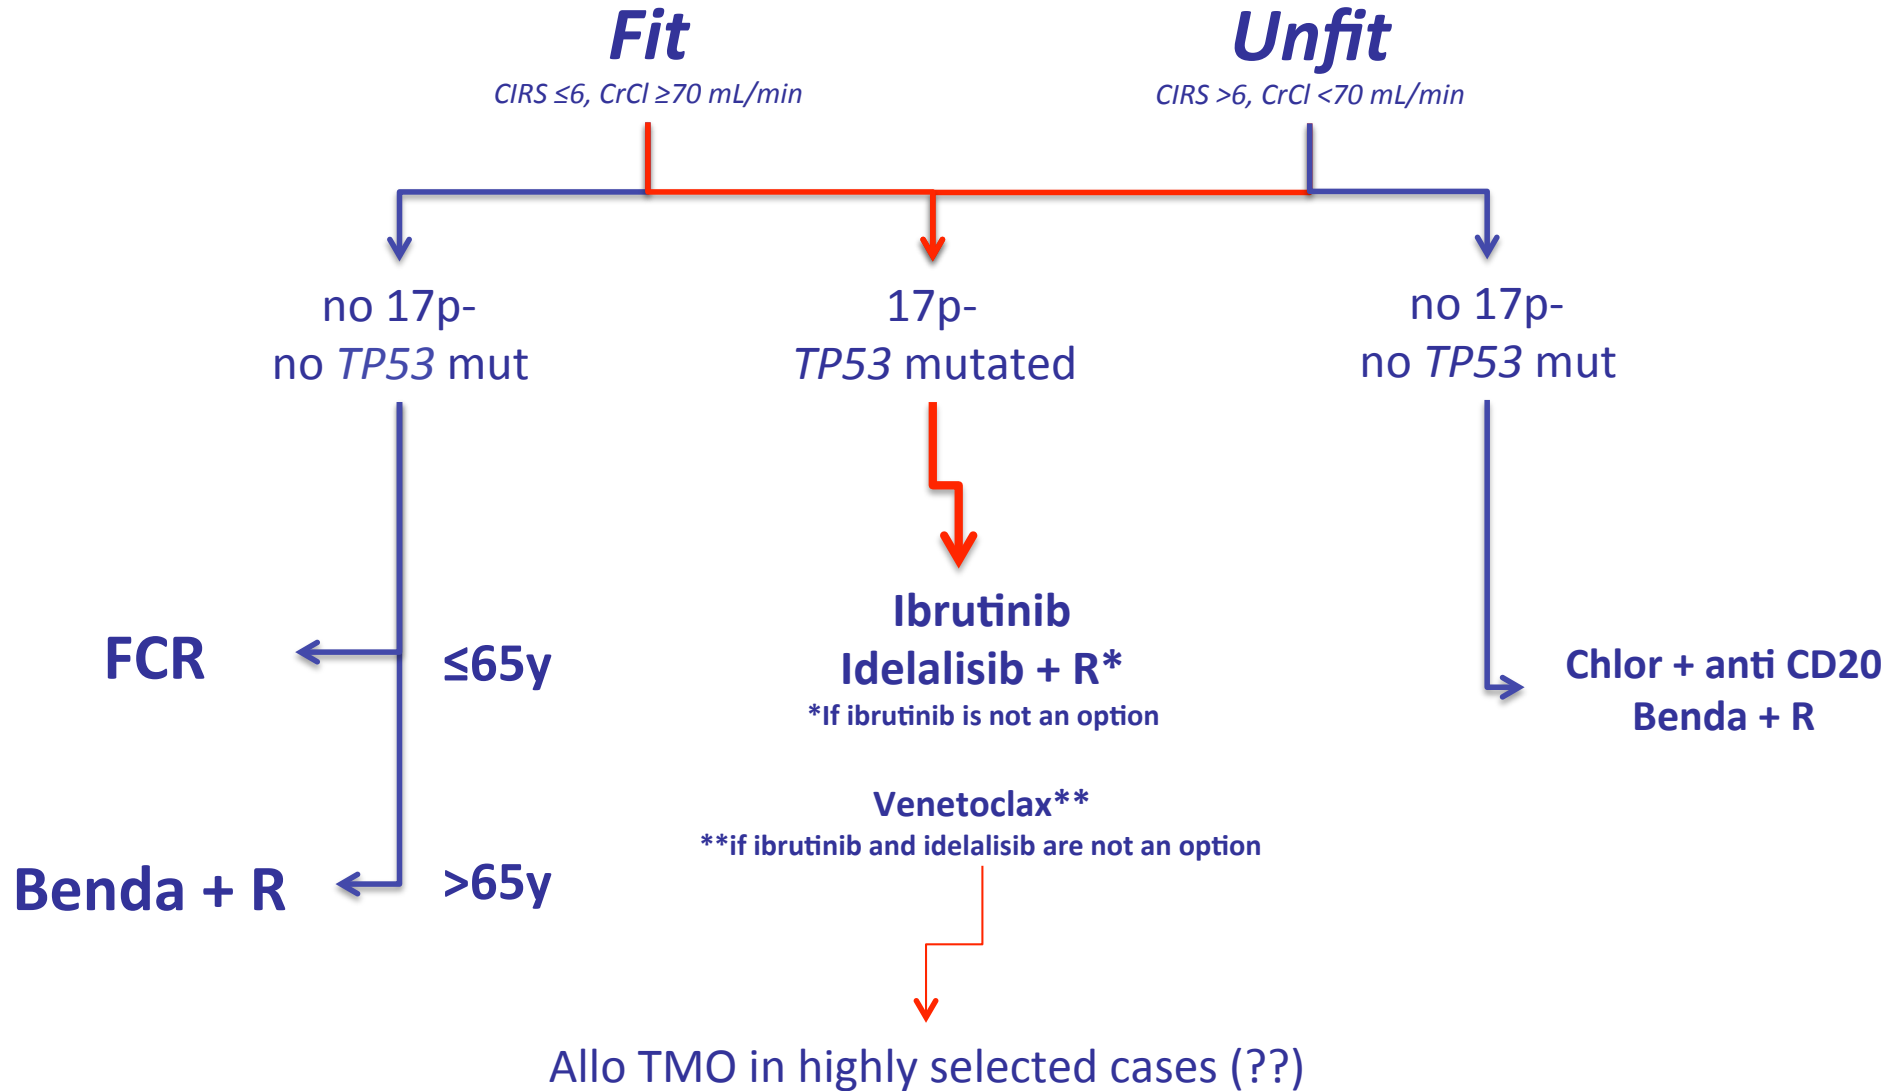 Fit
CIRS ≤6, CrCl ≥70 mL/min
Unfit
CIRS >6, CrCl <70 mL/min
no 17p-
no TP53 mut
17p-
TP53 mutated
no 17p-
no TP53 mut
FCR
≤65y
Benda + R
>65y
Ibrutinib
Idelalisib + R*
*If ibrutinib is not an option
Venetoclax**
**if ibrutinib and idelalisib are not an option
Chlor + anti CD20
Benda + R
Allo TMO in highly selected cases (??)